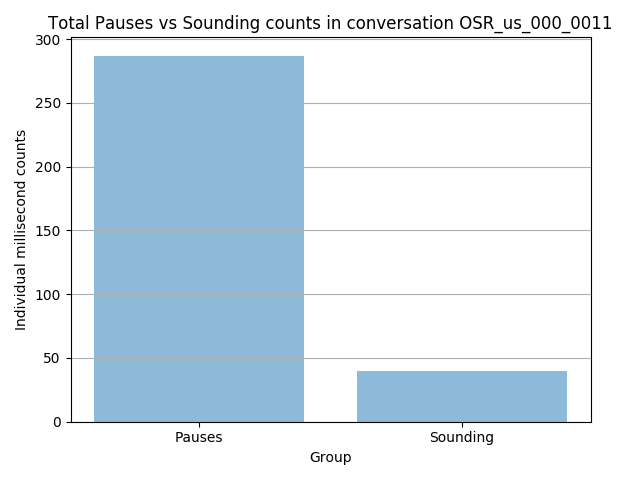 Total Pauses vs Sounding counts in conversation OSR_us_000_0011
300
250
200
150
100
50
0
Individual millisecond counts
Pauses
Sounding
Group